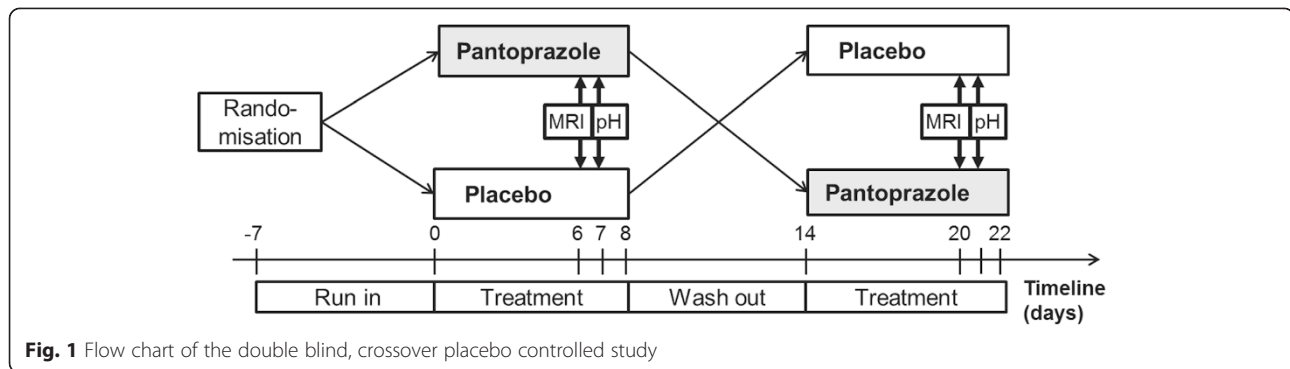 Pantoprazole
Placebo
Rando-
misation
MRI pH
MRI pH
Placebo
Pantoprazole
-7 0 6 7 8 14 20 22
Run in Treatment Wash out Treatment Timeline
(days)
Fig. 1 Flow chart of the double blind, crossover placebo controlled study